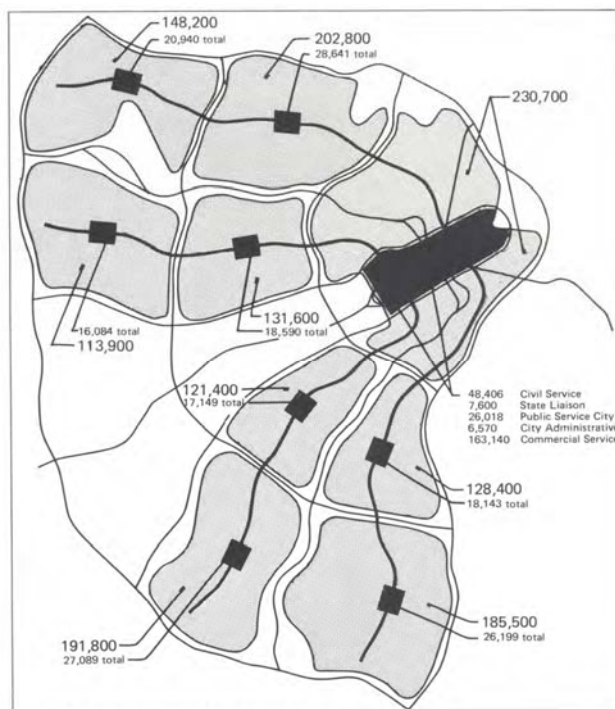 148,200
20,940 total
202,800
28,641 total
230,700
16,084 total
113,900
131,600
18,590 total
121,400
17,149 total
48,406 Civil Service
7,600 State Liaison
26,018 Public Service City
6,570 City Administrative
163,140 Commercial Service
128,400
18,143 total
191,800
27,089 total
185,500
26,199 total